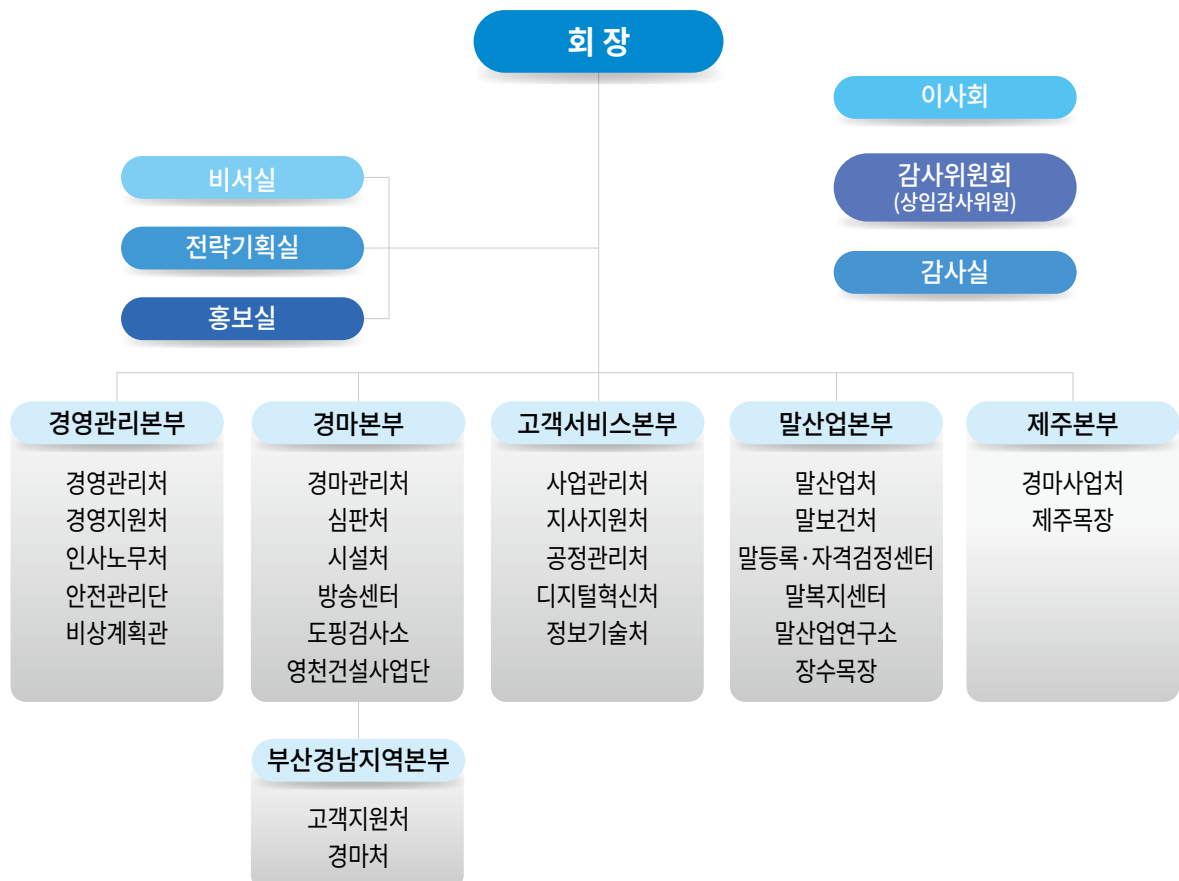 회 장
이사회
감사위원회
(상임감사위원)
감사실
비서실
전략기획실
홍보실
경영관리본부
경영관리처
경영지원처
인사노무처
안전관리단
비상계획관
경마본부
경마관리처
심판처
시설처
방송센터
도핑검사소
영천건설사업단
부산경남지역본부
고객지원처
경마처
고객서비스본부
사업관리처
지사지원처
공정관리처
디지털혁신처
정보기술처
말산업본부
말산업처
말보건처
말등록·자격검정센터
말복지센터
말산업연구소
장수목장
제주본부
경마사업처
제주목장